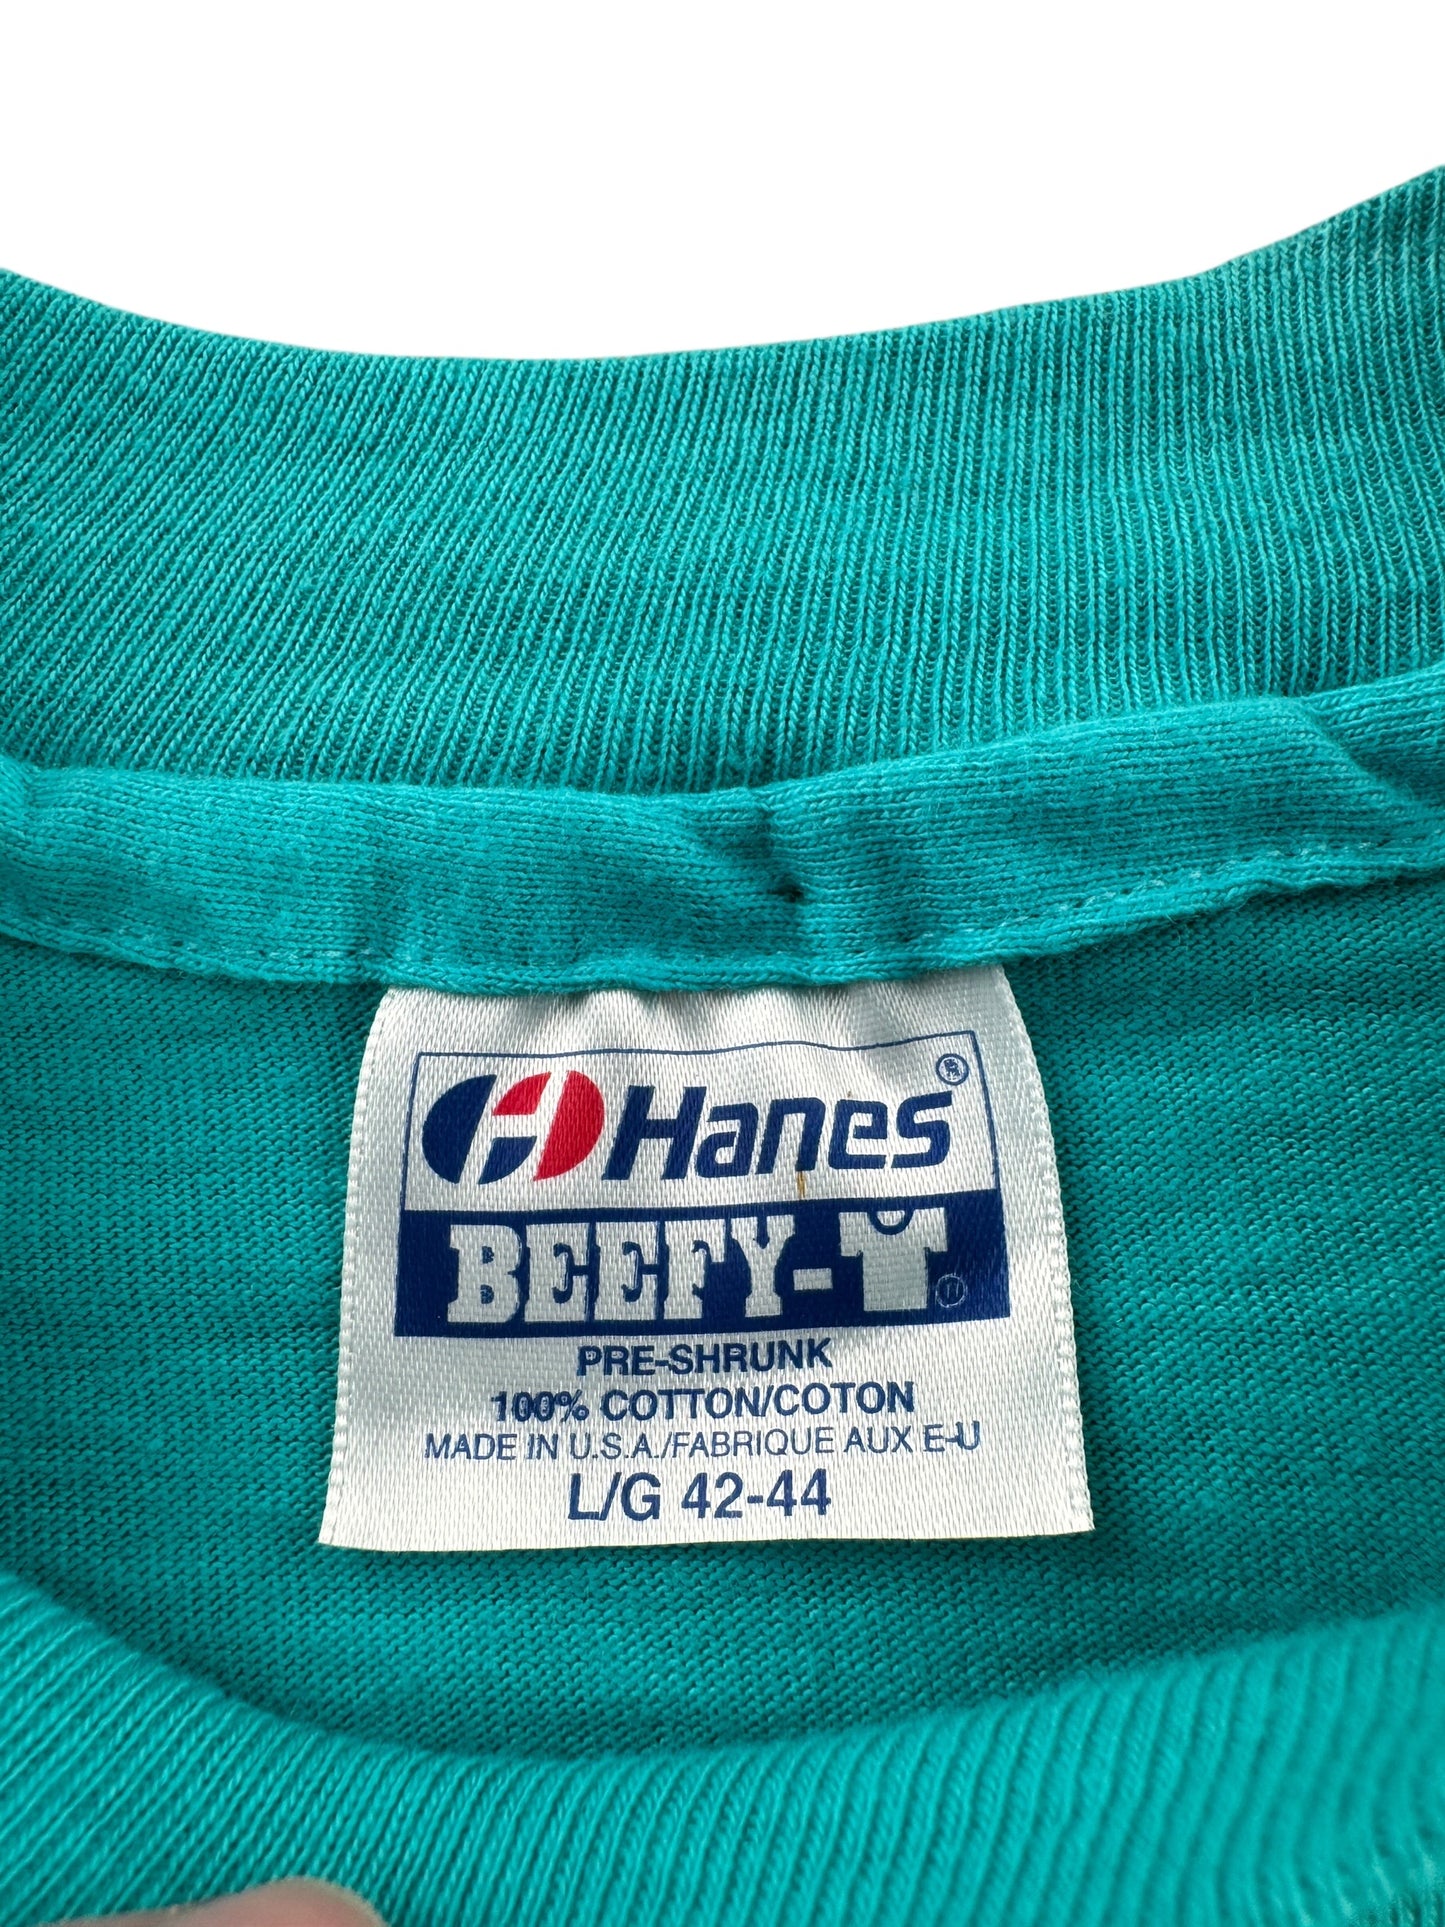 Hanes®
BEEFY-T®
PRE-SHRUNK
100% COTTON/COTON
MADE IN U.S.A./FABRIQUE AUX E-U
L/G 42-44